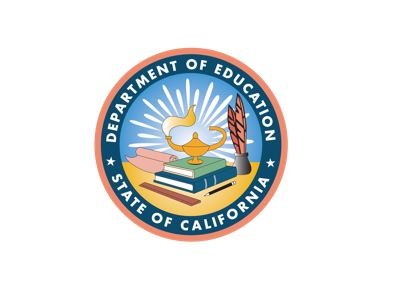 DEPARTMENT OF EDUCATION
STATE OF CALIFORNIA